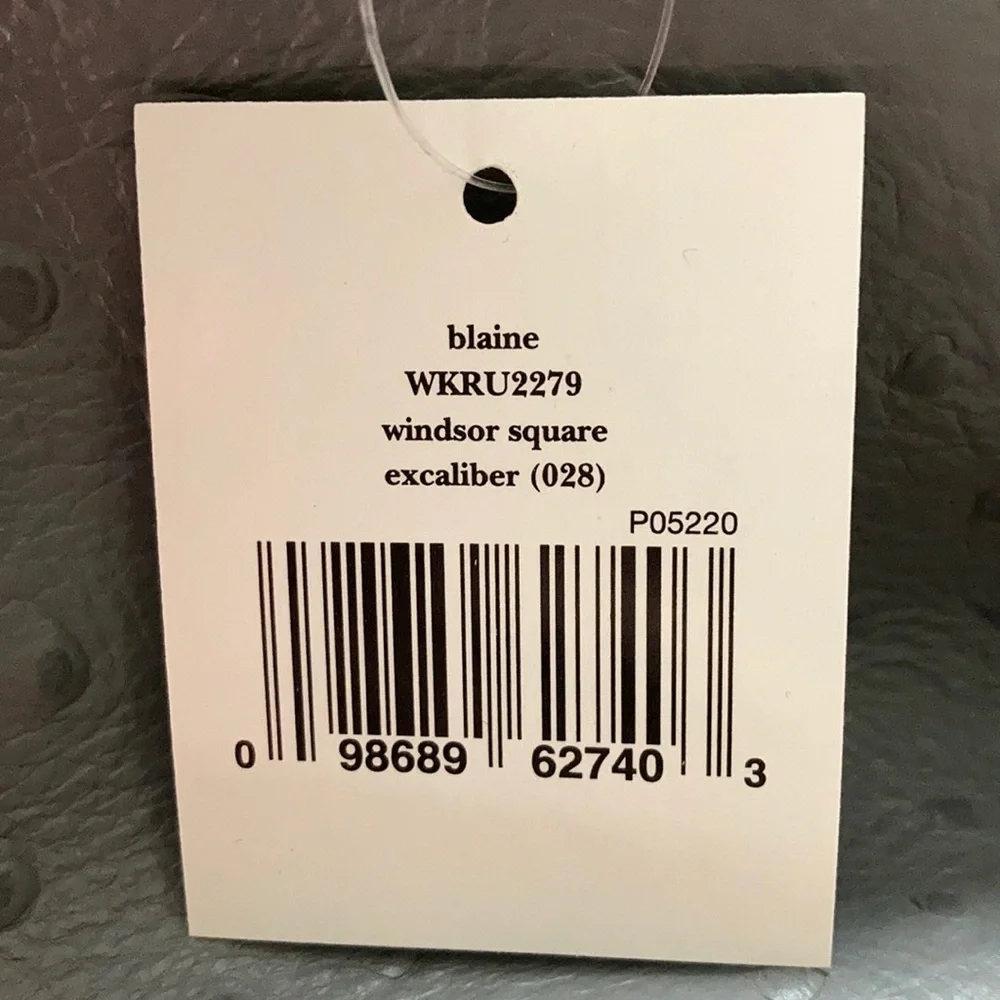 blaine
WKRU2279
windsor square
excaliber (028)
P05220
0 98689 62740 3